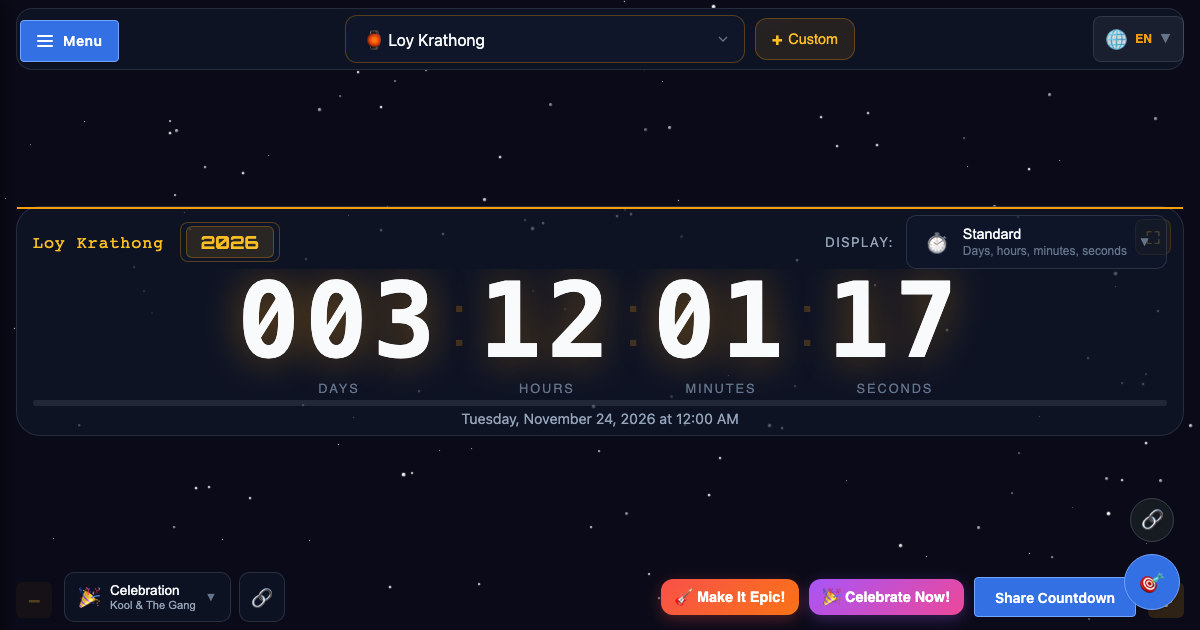 Menu
Loy Krathong
+ Custom
EN
Loy Krathong
2026
DISPLAY:
Standard
Days, hours, minutes, seconds
003 : 12 : 01 : 17
DAYS
HOURS
MINUTES
SECONDS
Tuesday, November 24, 2026 at 12:00 AM
Celebration
Kool & The Gang
Make It Epic!
Celebrate Now!
Share Countdown